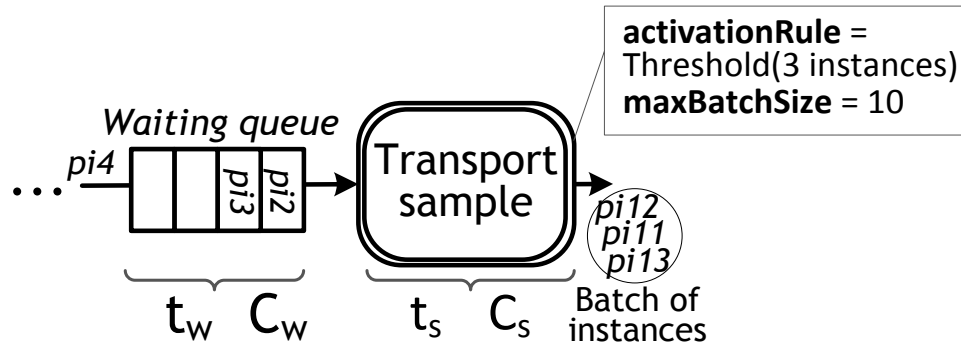 activationRule =
Threshold(3 instances)
maxBatchSize = 10
Waiting queue
... pi4
pi3
pi2
Transport
sample
pi12
pi11
pi13
Batch of
instances
tw Cw
ts Cs